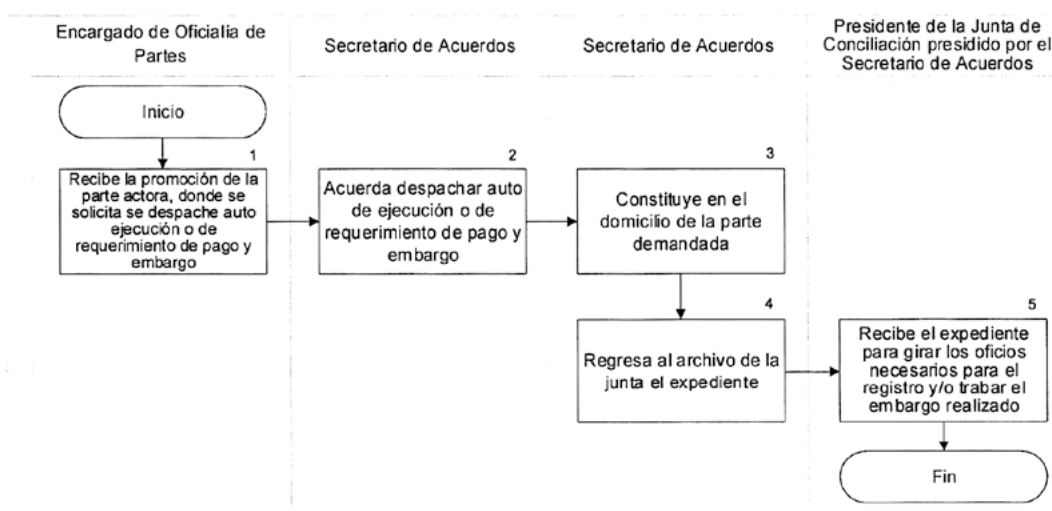 Encargado de Oficialía de
Partes
Secretario de Acuerdos
Secretario de Acuerdos
Presidente de la Junta de
Conciliación presidido por el
Secretario de Acuerdos
Inicio
1
Recibe la promoción de la
parte actora, donde se
solicita se despache auto
ejecución o de
requerimiento de pago y
embargo
2
Acuerda despachar auto
de ejecución o de
requerimiento de pago y
embargo
3
Constituye en el
domicilio de la parte
demandada
4
Regresa al archivo de la
junta el expediente
5
Recibe el expediente
para girar los oficios
necesarios para el
registro y/o trabar el
embargo realizado
Fin